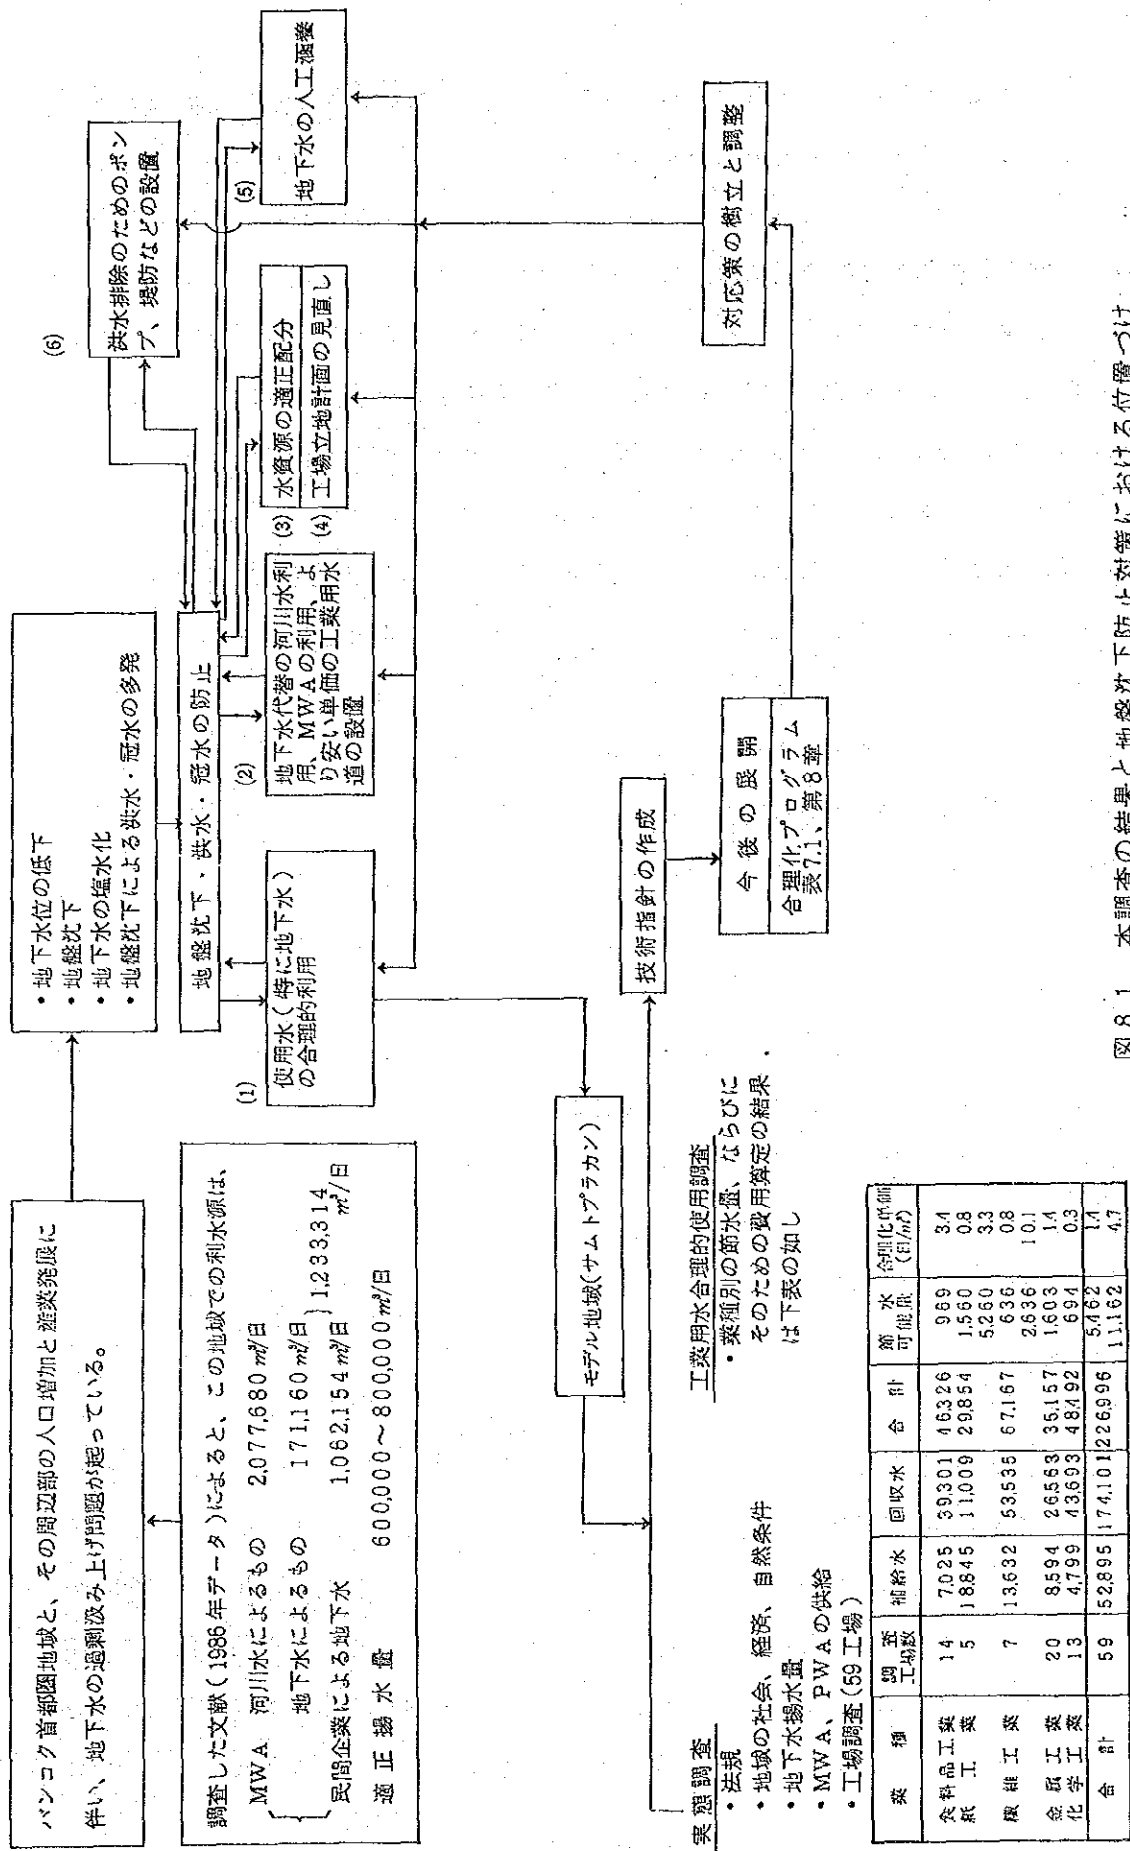 バンコク首都圏地域と、その周辺部の人口増加と産業発展に
伴い、地下水の過剰汲み上げ問題が起っている。
・地下水位の低下
・地盤沈下
・地下水の塩水化
・地盤沈下による洪水・冠水の多発
調査した文献(1986年データ)によると、この地域での利水源は、
MWA 河川水によるもの 2,077,680㎥/日
地下水によるもの 171,160㎥/日
民間企業による地下水 1,062,154㎥/日
} 1,233,314
㎥/日
適正揚水量 600,000~800,000㎥/日
地盤沈下・洪水・冠水の防止
(1)
使用水(特に地下水)
の合理的利用
(2)
地下水代替の河川水利
用、MWAの利用、よ
り安い単価の工業用水
道の設置
(3) 水資源の適正配分
(4) 工場立地計画の見直し
(5)
地下水の人工涵養
(6)
洪水排除のためのポン
プ、堤防などの設置
モデル地域(サムトプラカン)
実態調査
・法規
・地域の社会、経済、自然条件
・地下水揚水量
・MWA、PWAの供給
・工場調査(59工場)
工業用水合理的使用調査
・業種別の節水量、ならびに
そのための費用算定の結果
は下表の如し
技術指針の作成
今後の展開
合理化プログラム
表7.1、第8章
対応策の樹立と調整
業種 調査工場数 補給水 回収水 合計 節水可能量 合理化単価(B/㎥)
食料品工業 14 7,025 39,301 46,326 969 3.4
紙工業 5 18,845 11,009 29,854 1,560 0.8
5,260 3.3
繊維工業 7 13,632 53,535 67,167 636 0.8
2,636 10.1
金属工業 20 8,594 26,563 35,157 1,603 1.4
化学工業 13 4,799 43,693 48,492 694 0.3
合計 59 52,895 174,101 226,996 5,462 1.4
11,162 4.7
図8.1 本調査の結果と地盤沈下防止対策における位置づけ